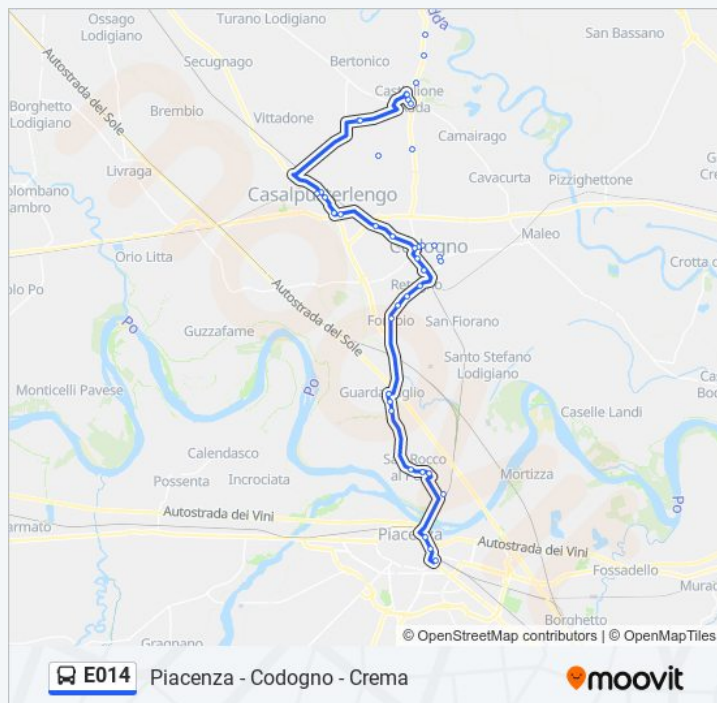 Ossago
Lodigiano
Turano Lodigiano
San Bassano
Secugnago
Bertonico
Autostrada del Sole
Borghetto
Lodigiano
Brembio
Vittadone
Camairago
Livraga
Cavacurta
Pizzighettone
Casalpusterlengo
Maleo
Codogno
Orio Litta
Crotta
Po
Autostrada del Sole
Guzzafame
San Fiorano
Santo Stefano
Lodigiano
Po
Monticelli Pavese
Guardamiglio
Caselle Landi
Calendasco
Possenta
Incrociata
Mortizza
Po
Autostrada dei Vini
Piacenza
Autostrada dei Vini
Fossadello
Borghetto
Gragnano
© OpenStreetMap contributors | © OpenMapTiles
E014
Piacenza - Codogno - Crema
moovit